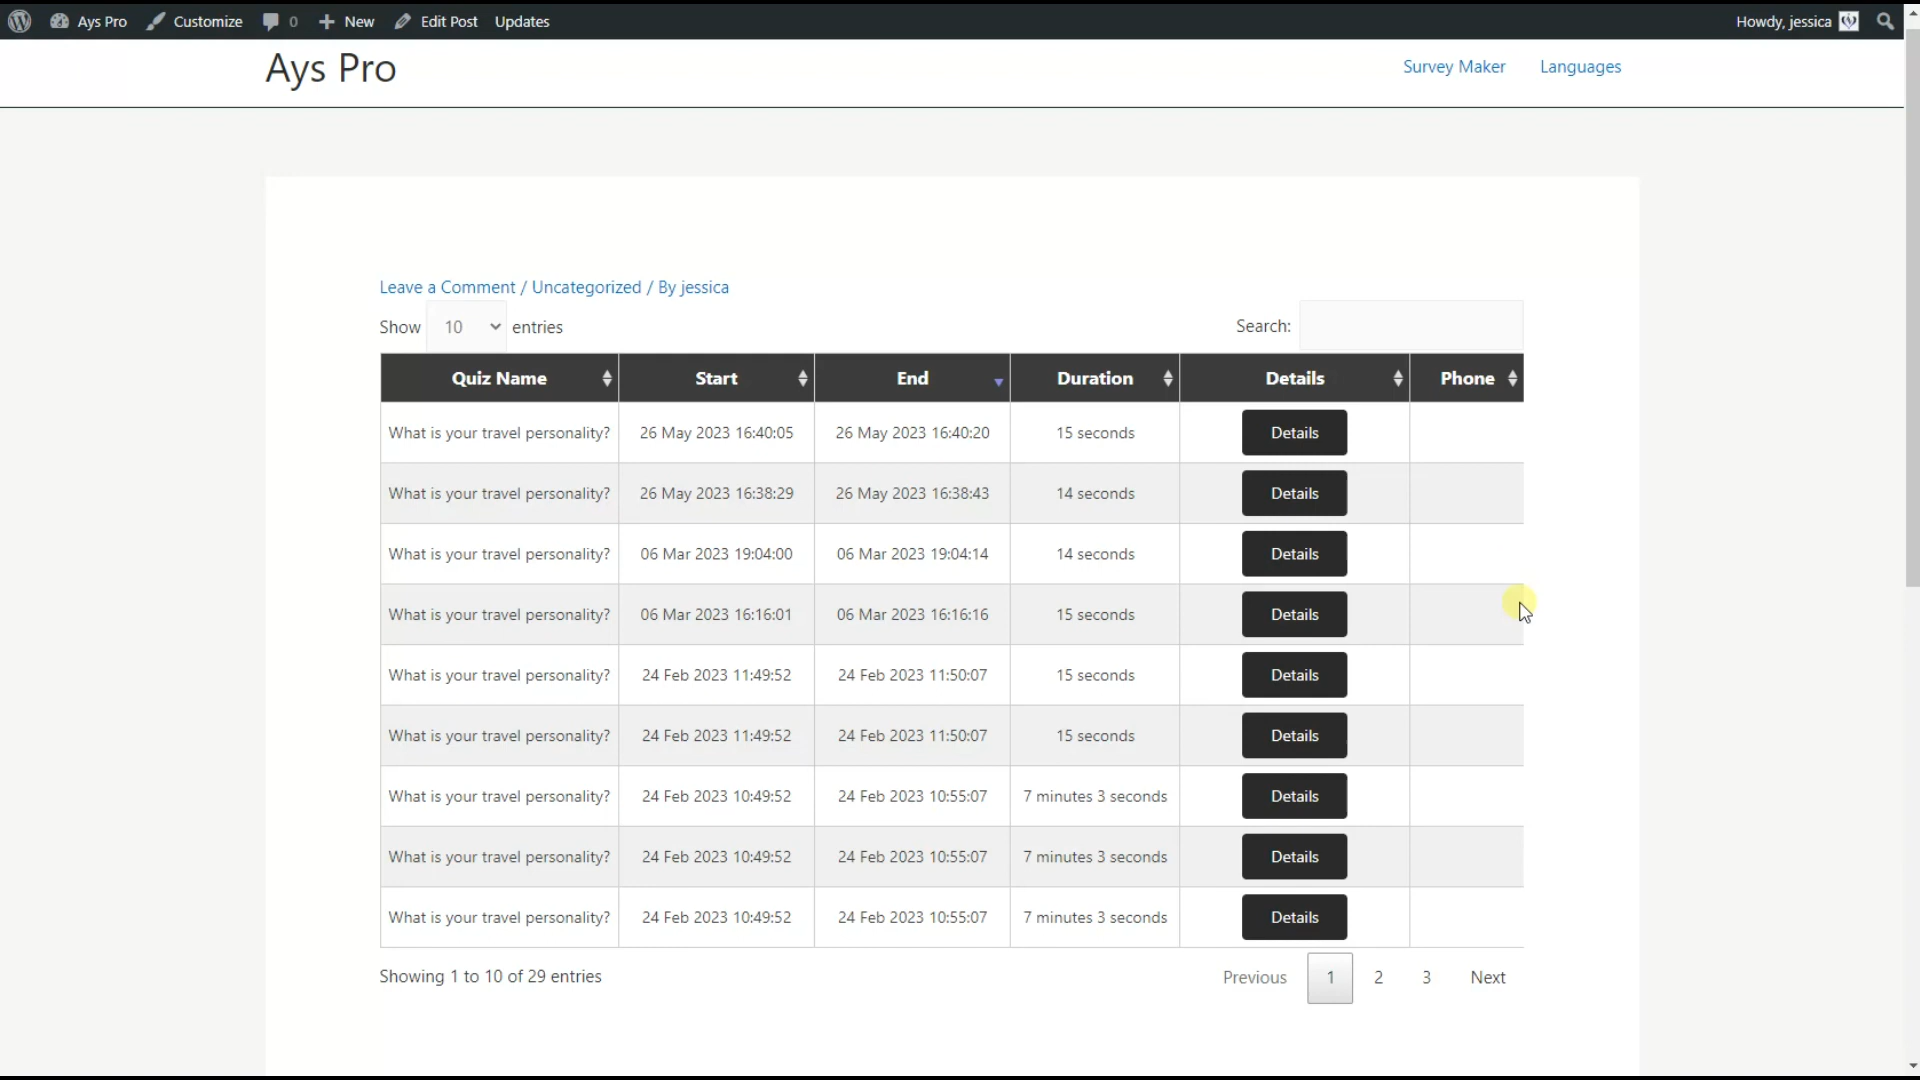 Ays Pro Customize 0 New Edit Post Updates Howdy, jessica
Ays Pro Survey Maker Languages
Leave a Comment / Uncategorized / By jessica
Show 10 entries Search:
Quiz Name Start End Duration Details Phone
What is your travel personality? 26 May 2023 16:40:05 26 May 2023 16:40:20 15 seconds Details
What is your travel personality? 26 May 2023 16:38:29 26 May 2023 16:38:43 14 seconds Details
What is your travel personality? 06 Mar 2023 19:04:00 06 Mar 2023 19:04:14 14 seconds Details
What is your travel personality? 06 Mar 2023 16:16:01 06 Mar 2023 16:16:16 15 seconds Details
What is your travel personality? 24 Feb 2023 11:49:52 24 Feb 2023 11:50:07 15 seconds Details
What is your travel personality? 24 Feb 2023 11:49:52 24 Feb 2023 11:50:07 15 seconds Details
What is your travel personality? 24 Feb 2023 10:49:52 24 Feb 2023 10:55:07 7 minutes 3 seconds Details
What is your travel personality? 24 Feb 2023 10:49:52 24 Feb 2023 10:55:07 7 minutes 3 seconds Details
What is your travel personality? 24 Feb 2023 10:49:52 24 Feb 2023 10:55:07 7 minutes 3 seconds Details
Showing 1 to 10 of 29 entries Previous 1 2 3 Next